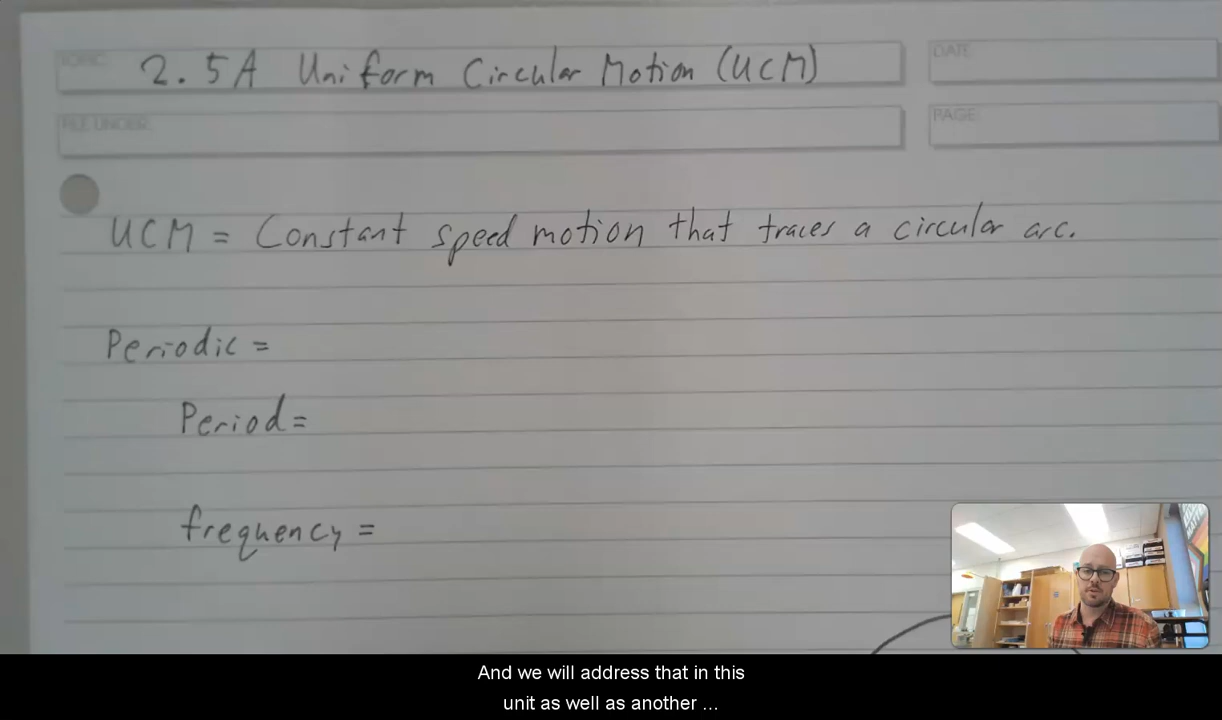 TOPIC
2.5A Uniform Circular Motion (UCM)
DATE
FILE UNDER
PAGE
UCM = Constant speed motion that traces a circular arc.
Periodic =
Period =
frequency =
And we will address that in this
unit as well as another ...